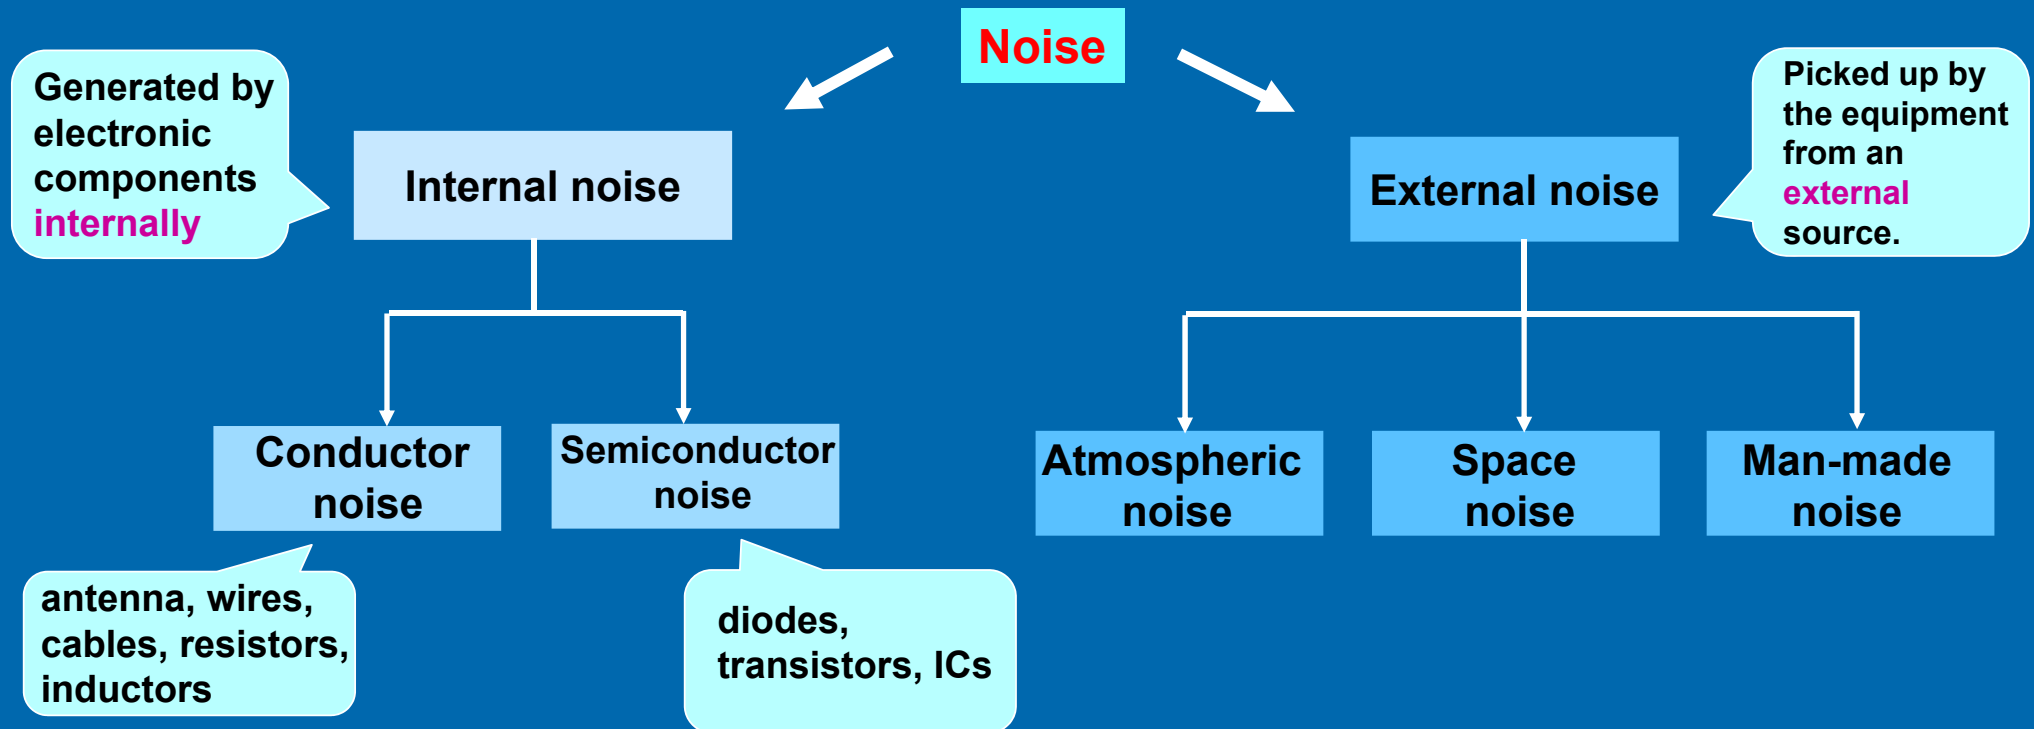 Noise
Generated by
electronic
components
internally
Internal noise
External noise
Picked up by
the equipment
from an
external
source.
Conductor
noise
Semiconductor
noise
Atmospheric
noise
Space
noise
Man-made
noise
antenna, wires,
cables, resistors,
inductors
diodes,
transistors, ICs